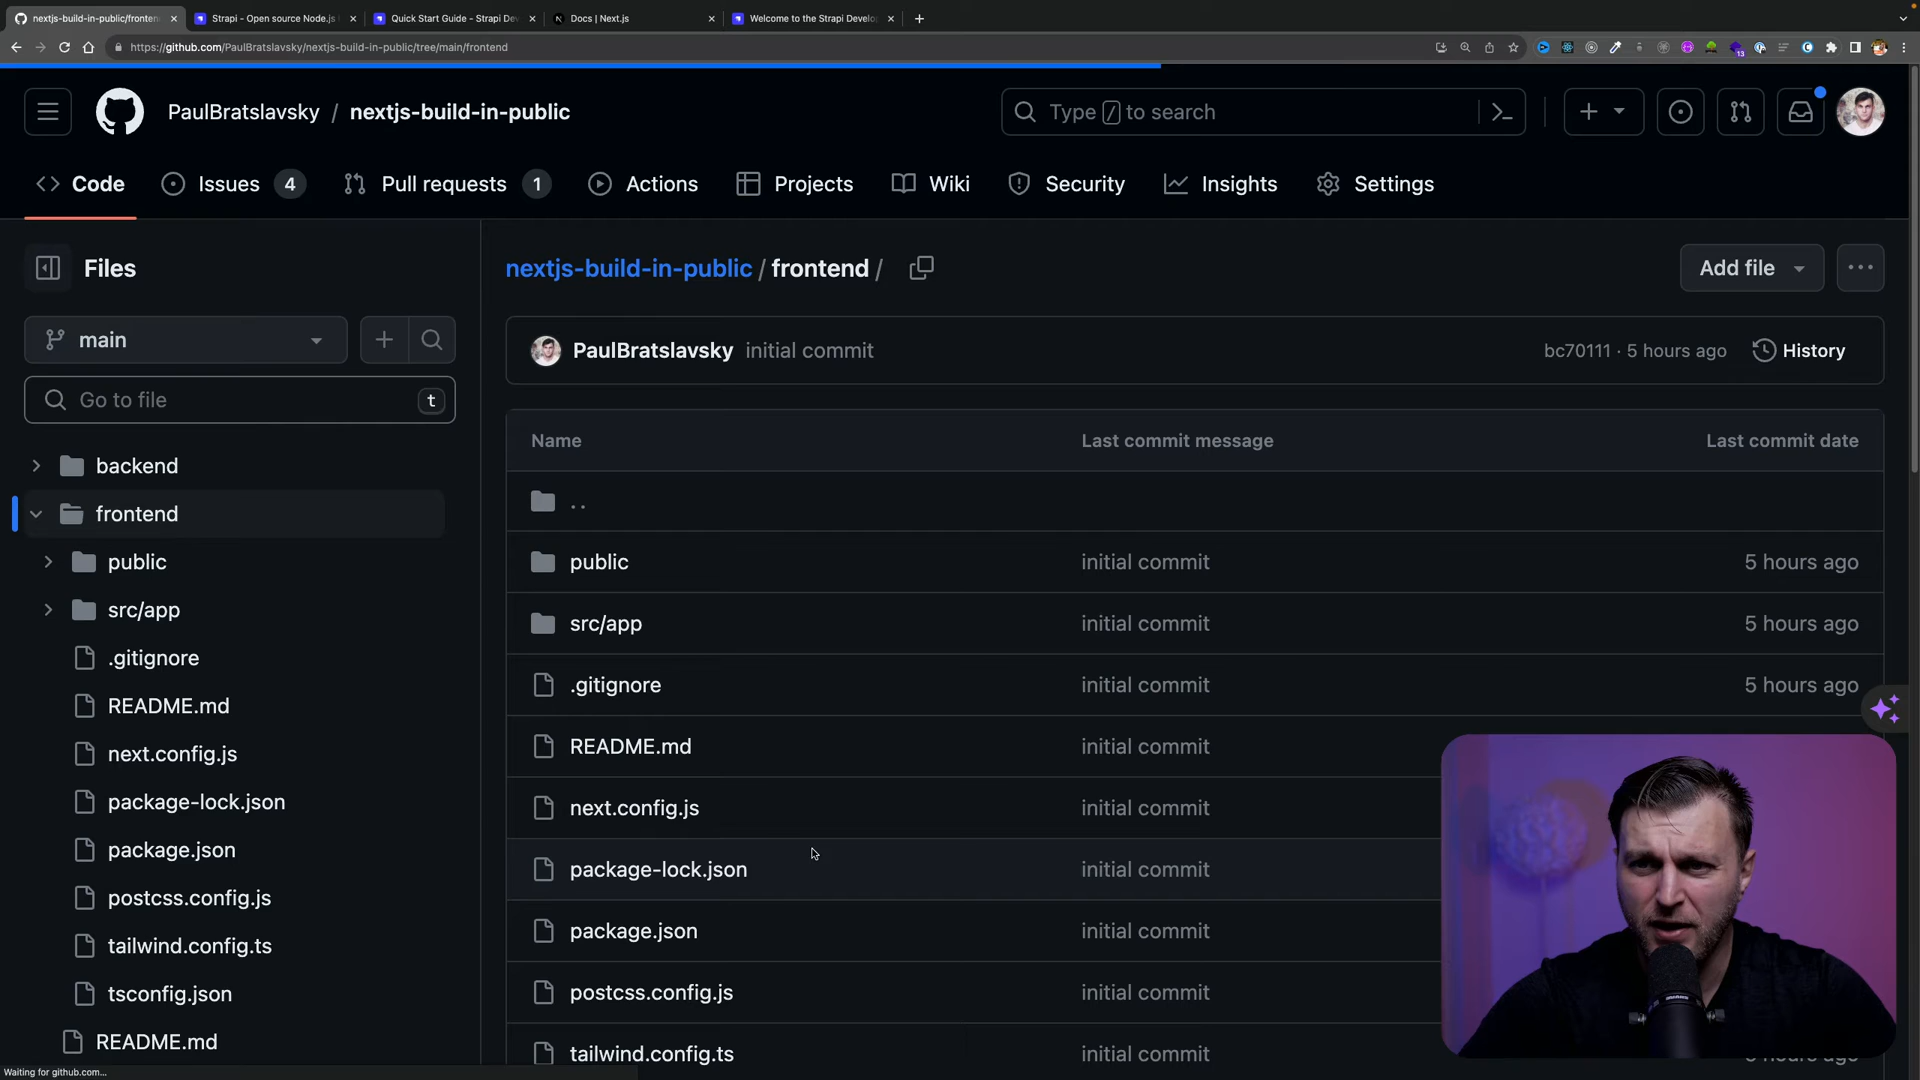 nextjs-build-in-public/fronten
Strapi - Open source Node.js
Quick Start Guide - Strapi De
Docs | Next.js
Welcome to the Strapi Develo
https://github.com/PaulBratslavsky/nextjs-build-in-public/tree/main/frontend
13
PaulBratslavsky / nextjs-build-in-public
Type / to search
Code
Issues 4
Pull requests 1
Actions
Projects
Wiki
Security
Insights
Settings
Files
main
Go to file t
backend
frontend
public
src/app
.gitignore
README.md
next.config.js
package-lock.json
package.json
postcss.config.js
tailwind.config.ts
tsconfig.json
README.md
nextjs-build-in-public / frontend /
Add file
PaulBratslavsky initial commit
bc70111 · 5 hours ago
History
Name Last commit message Last commit date
..
public initial commit 5 hours ago
src/app initial commit 5 hours ago
.gitignore initial commit 5 hours ago
README.md initial commit
next.config.js initial commit
package-lock.json initial commit
package.json initial commit
postcss.config.js initial commit
tailwind.config.ts initial commit 5 hours ago
Waiting for github.com...